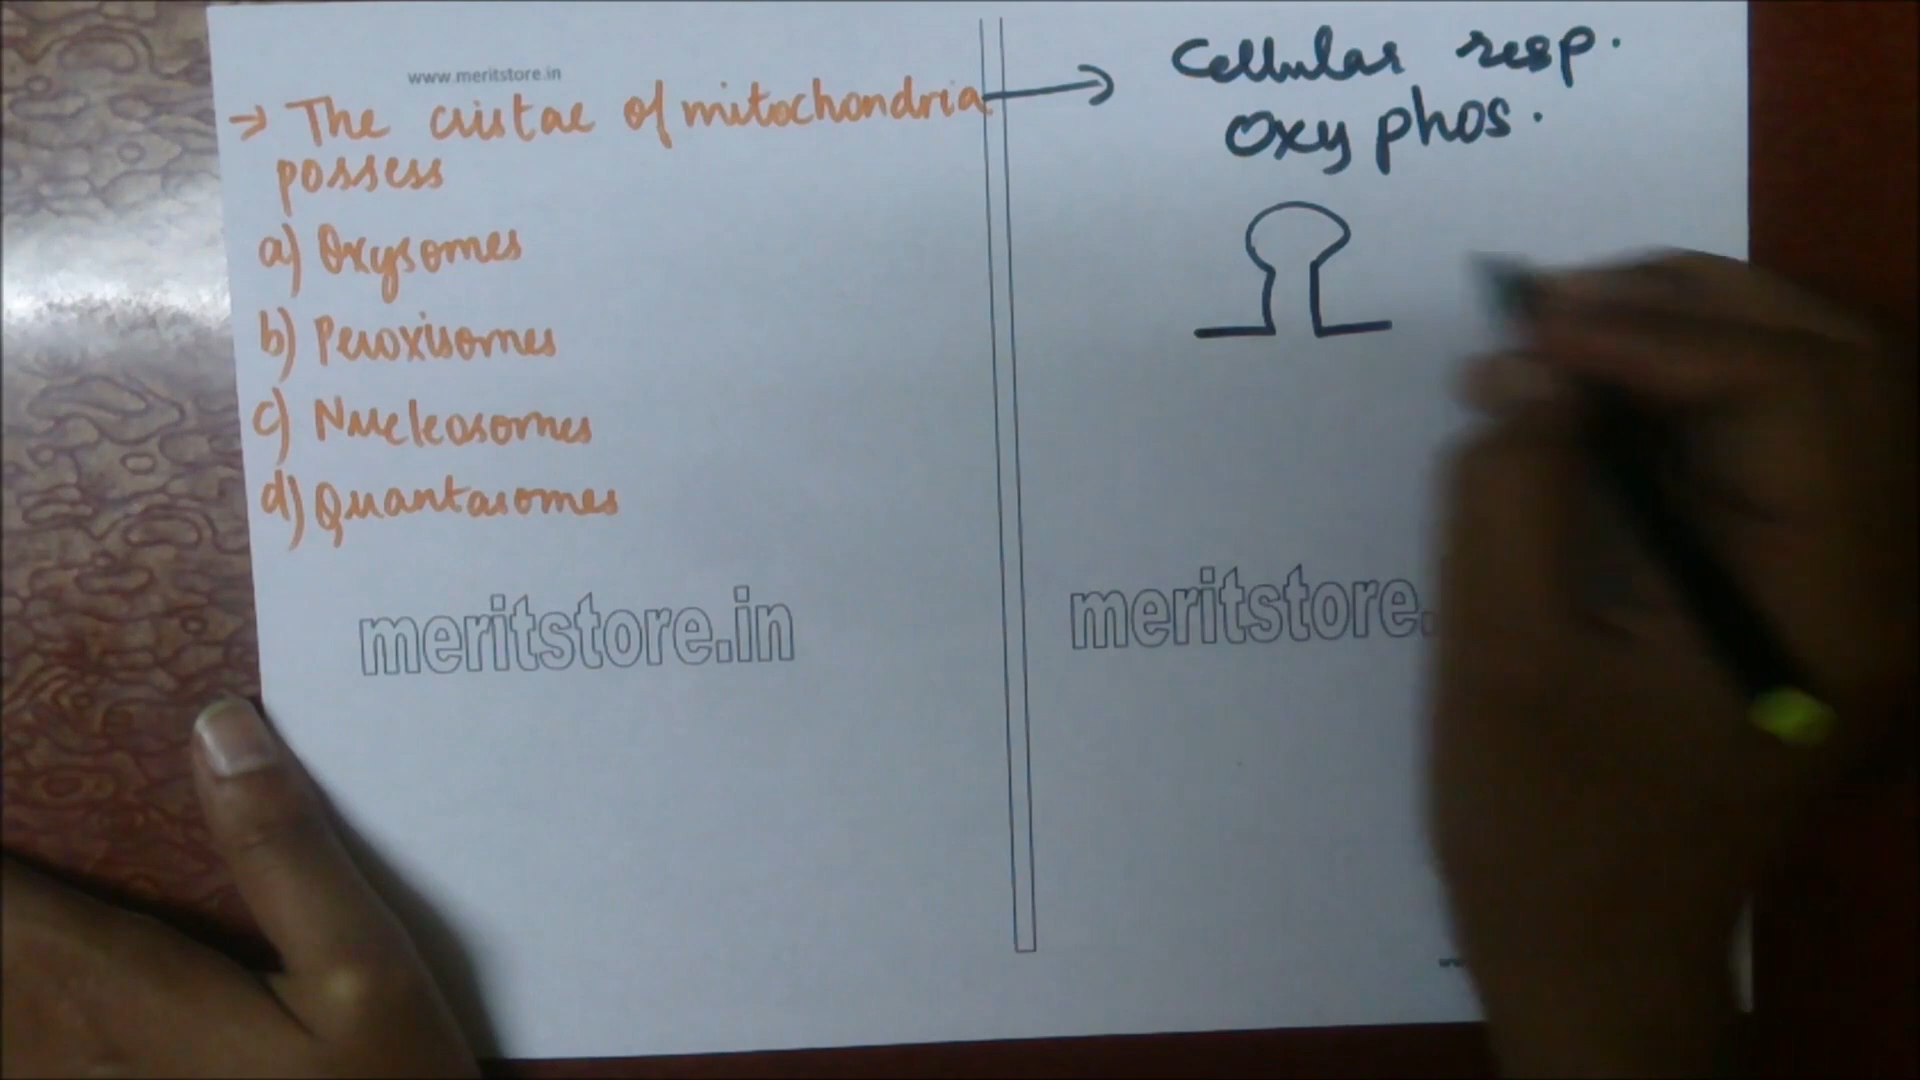 www.meritstore.in
→ The cristae of mitochondria →
possess
a) Oxysomes
b) Peroxisomes
c) Nucleosomes
d) Quantasomes
meritstore.in
Cellular resp.
Oxy phos.
meritstore.